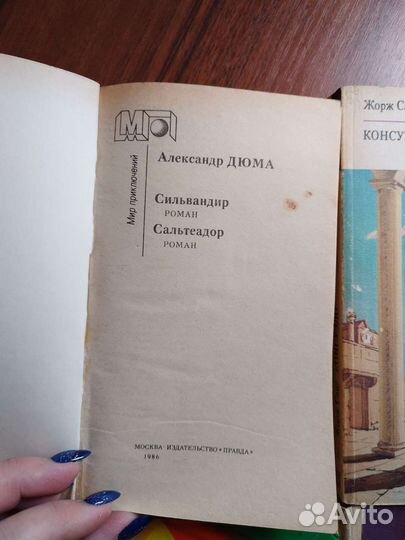 МП
Мир приключений
Александр ДЮМА
Сильвандир
РОМАН
Сальтеадор
РОМАН
МОСКВА·ИЗДАТЕЛЬСТВО «ПРАВДА»
1986
Жорж С
КОНСУ
Avito